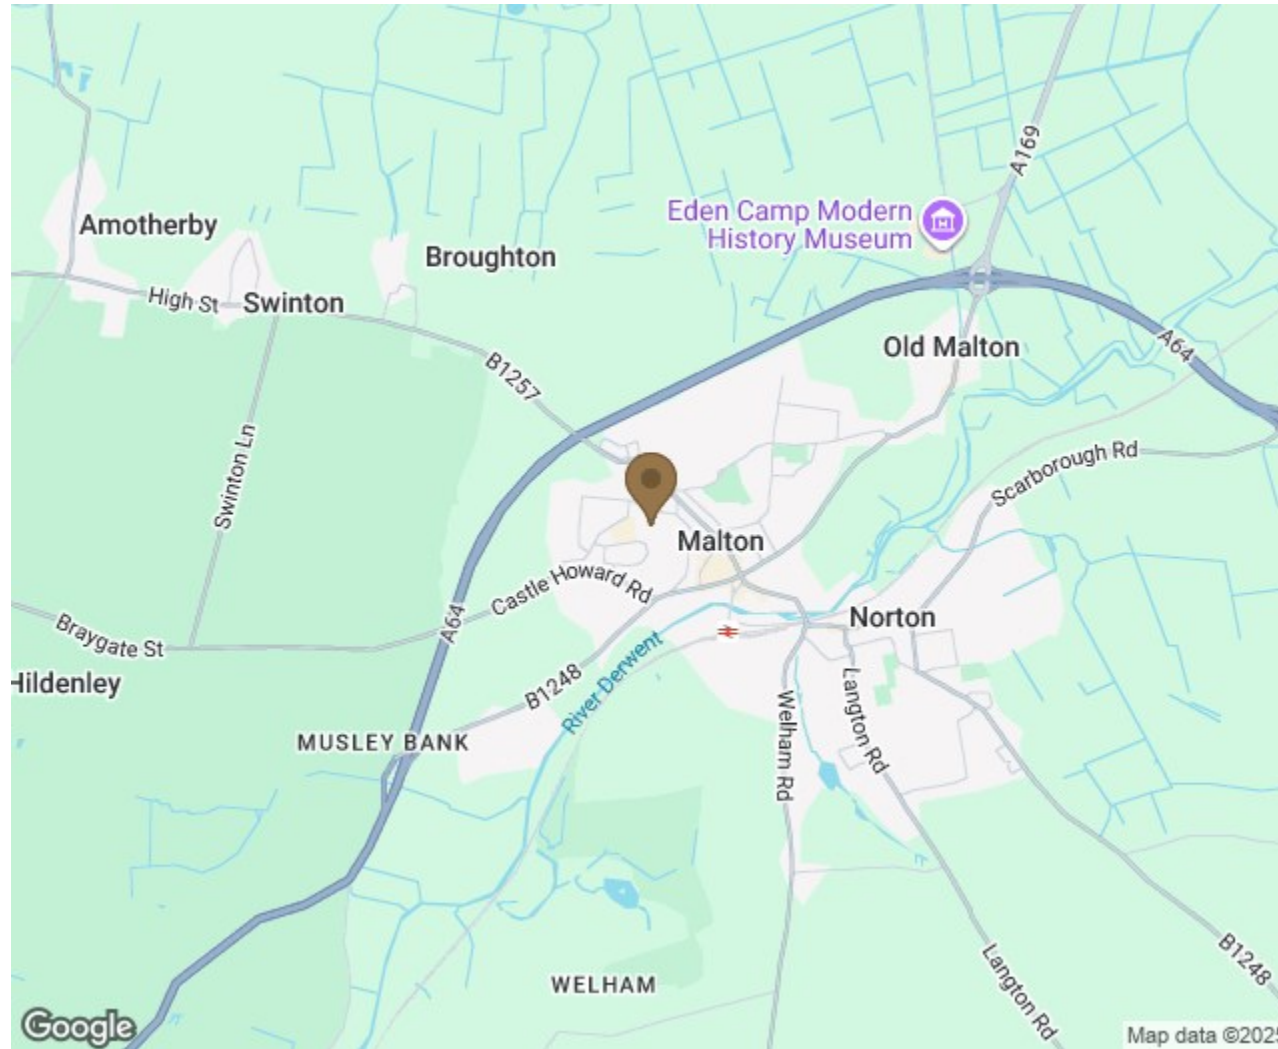 A169
Eden Camp Modern
History Museum
Amotherby
Broughton
High St
Swinton
Old Malton
A64
B1257
Swinton Ln
Scarborough Rd
Malton
Castle Howard Rd
A64
Norton
Braygate St
Hildenley
River Derwent
B1248
Langton Rd
Welham Rd
MUSLEY BANK
B1248
Langton Rd
WELHAM
Google
Map data ©2025